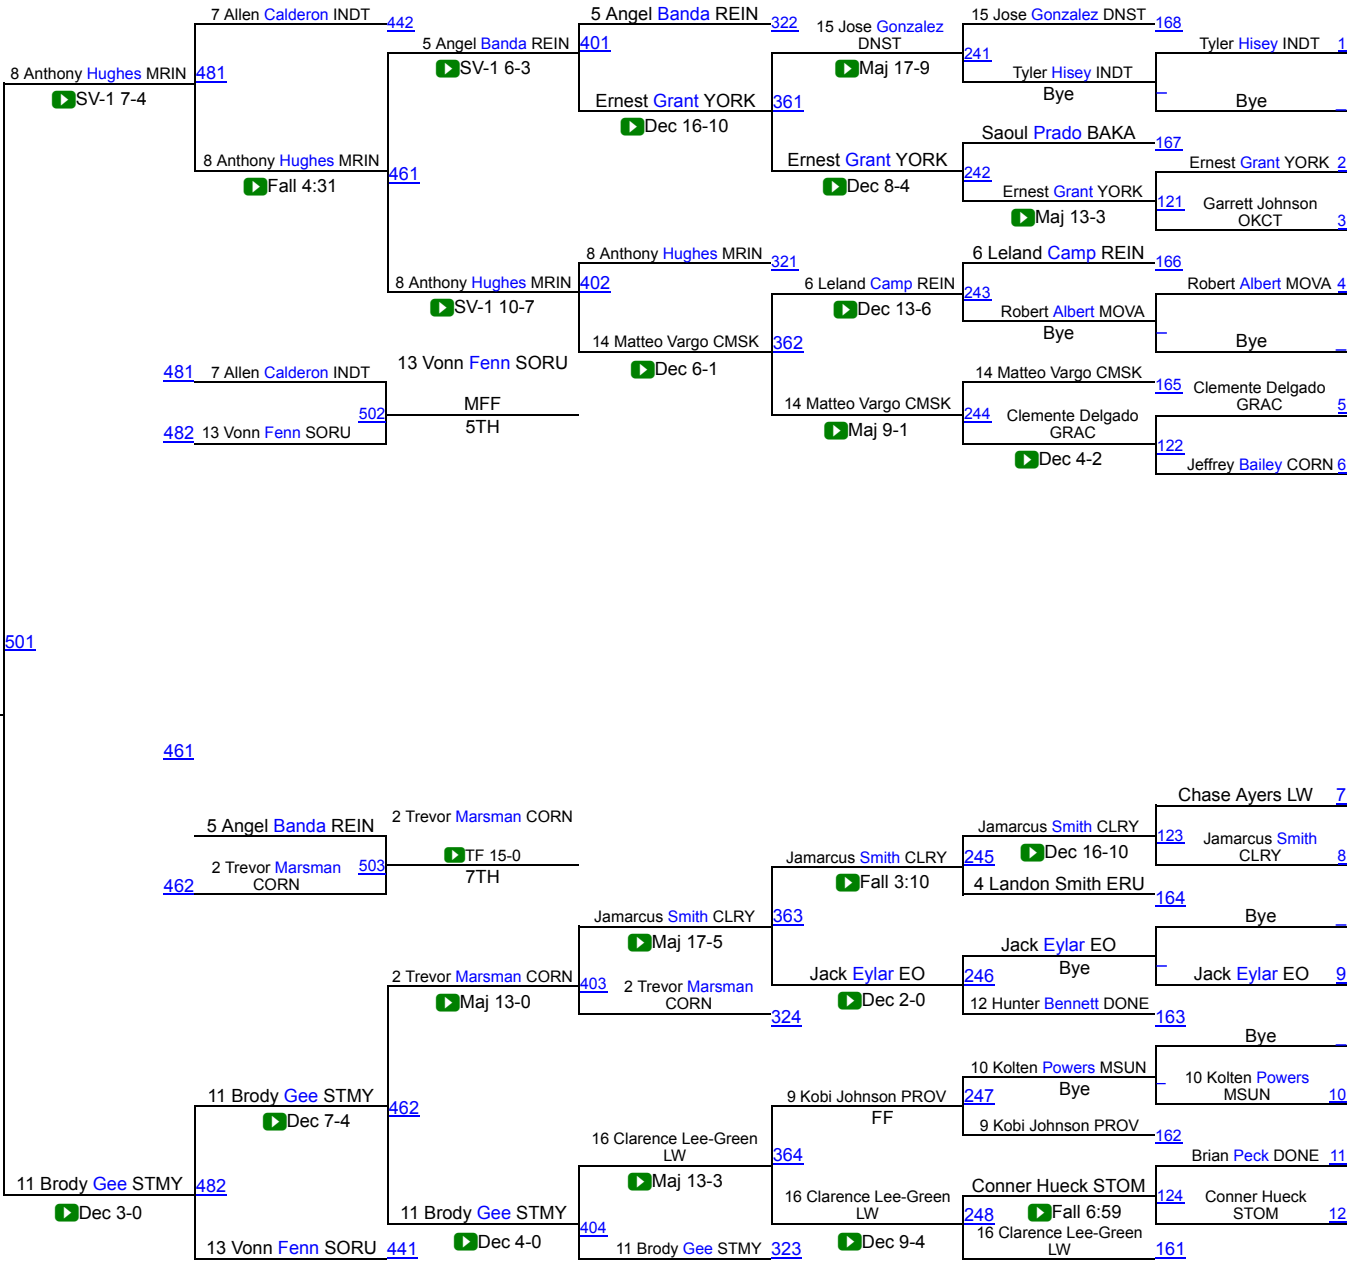 7 Allen Calderon INDT
442
5 Angel Banda REIN
322
15 Jose Gonzalez
DNST
15 Jose Gonzalez DNST
168
5 Angel Banda REIN
401
Tyler Hisey INDT
1
SV-1 6-3
Maj 17-9
241
8 Anthony Hughes MRIN
481
Tyler Hisey INDT
Bye
_
Bye
_
SV-1 7-4
Ernest Grant YORK
361
Dec 16-10
Saoul Prado BAKA
167
8 Anthony Hughes MRIN
461
Ernest Grant YORK
242
Ernest Grant YORK
2
Fall 4:31
Dec 8-4
Ernest Grant YORK
121
Garrett Johnson
OKCT
3
Maj 13-3
8 Anthony Hughes MRIN
321
6 Leland Camp REIN
166
8 Anthony Hughes MRIN
402
6 Leland Camp REIN
243
Robert Albert MOVA
4
SV-1 10-7
Dec 13-6
Robert Albert MOVA
Bye
_
Bye
_
14 Matteo Vargo CMSK
362
13 Vonn Fenn SORU
Dec 6-1
481
7 Allen Calderon INDT
14 Matteo Vargo CMSK
165
Clemente Delgado
GRAC
5
502
MFF
5TH
14 Matteo Vargo CMSK
244
Clemente Delgado
GRAC
482
13 Vonn Fenn SORU
Maj 9-1
122
Dec 4-2
Jeffrey Bailey CORN
6
501
461
Chase Ayers LW
7
5 Angel Banda REIN
2 Trevor Marsman CORN
Jamarcus Smith CLRY
123
Jamarcus Smith
CLRY
8
2 Trevor Marsman
CORN
503
TF 15-0
7TH
Jamarcus Smith CLRY
245
Dec 16-10
462
Fall 3:10
4 Landon Smith ERU
164
Jamarcus Smith CLRY
363
Bye
_
Maj 17-5
Jack Eylar EO
Bye
_
2 Trevor Marsman CORN
403
2 Trevor Marsman
CORN
Jack Eylar EO
246
Jack Eylar EO
9
Maj 13-0
324
Dec 2-0
12 Hunter Bennett DONE
163
Bye
_
10 Kolten Powers MSUN
Bye
_
10 Kolten Powers
MSUN
10
11 Brody Gee STMY
462
9 Kobi Johnson PROV
FF
247
Dec 7-4
9 Kobi Johnson PROV
162
16 Clarence Lee-Green
LW
364
Brian Peck DONE
11
11 Brody Gee STMY
482
Maj 13-3
Conner Hueck STOM
124
Conner Hueck
STOM
12
Dec 3-0
16 Clarence Lee-Green
LW
248
Fall 6:59
11 Brody Gee STMY
404
Dec 4-0
Dec 9-4
16 Clarence Lee-Green
LW
161
13 Vonn Fenn SORU
441
11 Brody Gee STMY
323